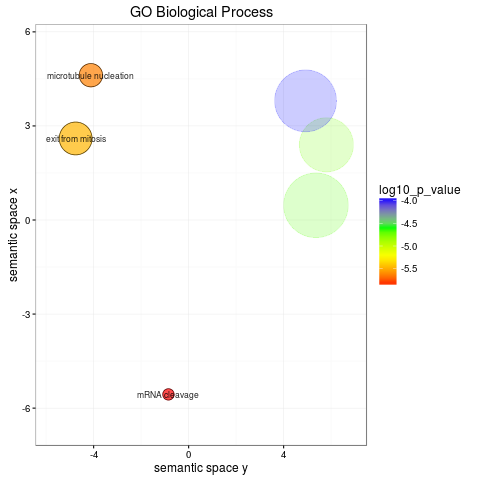 GO Biological Process
6
3
0
-3
-6
semantic space x
microtubule nucleation
exit from mitosis
mRNA cleavage
-4
0
4
semantic space y
log10_p_value
-4.0
-4.5
-5.0
-5.5